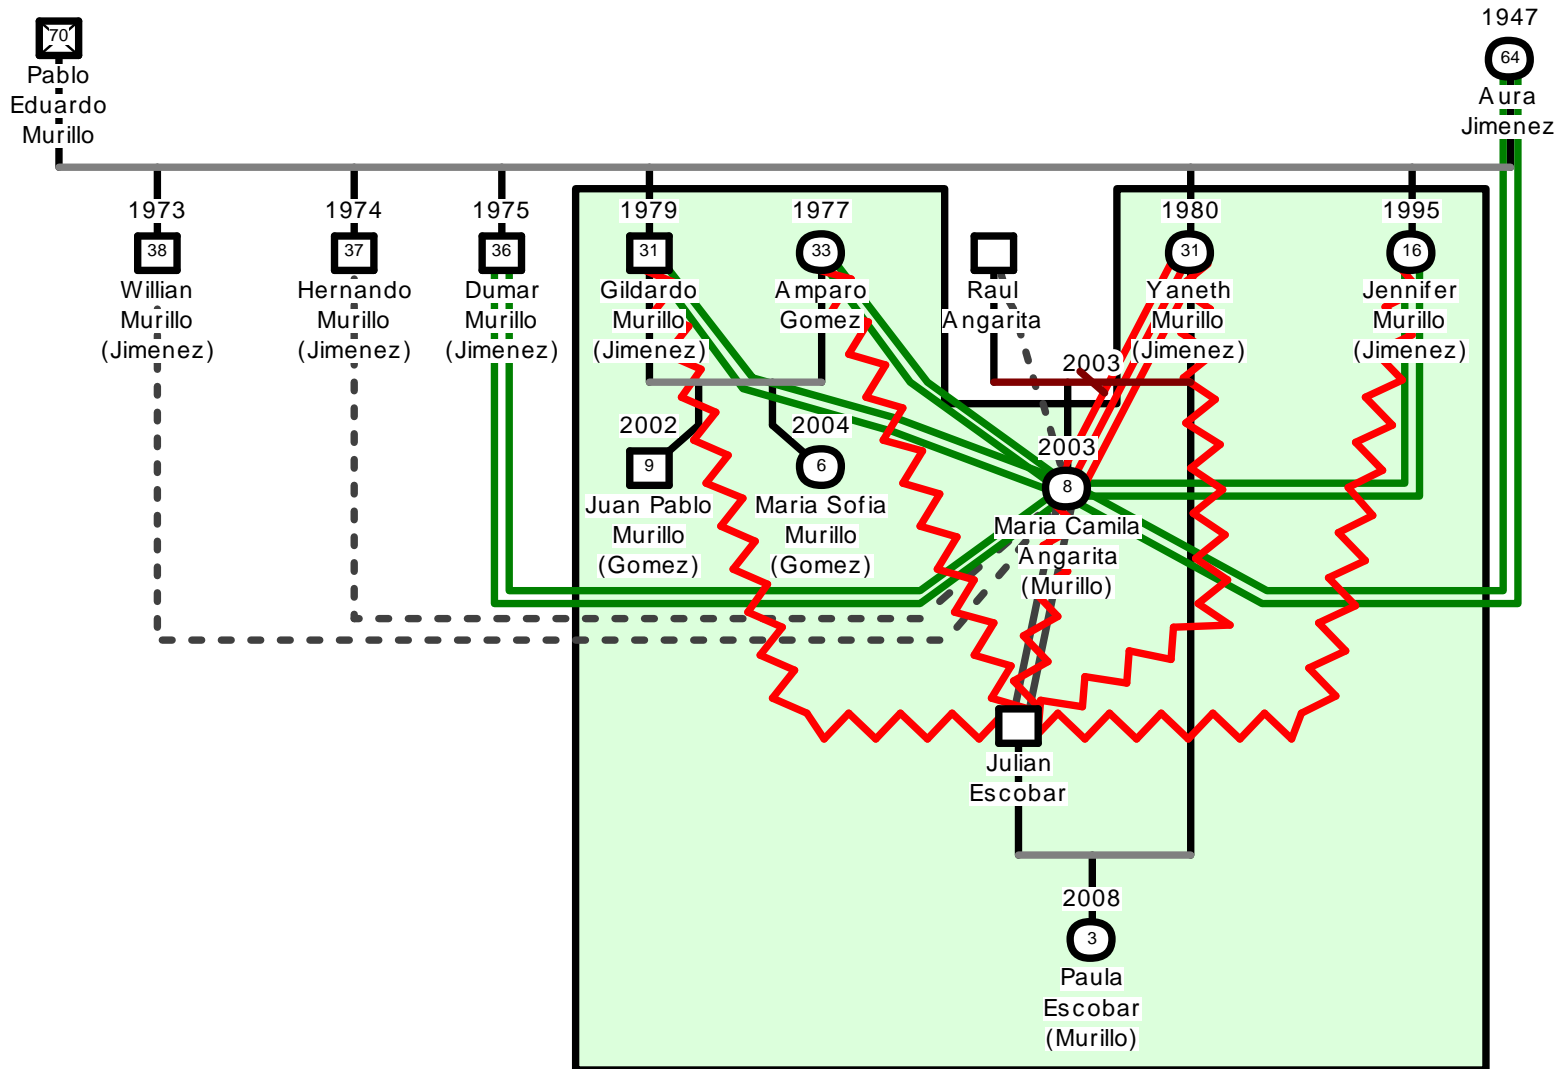 70
Pablo
Eduardo
Murillo
1947
64
Aura
Jimenez
1973
38
Willian
Murillo
(Jimenez)
1974
37
Hernando
Murillo
(Jimenez)
1975
36
Dumar
Murillo
(Jimenez)
1979
31
Gildardo
Murillo
(Jimenez)
1977
33
Amparo
Gomez
Raul
Angarita
1980
31
Yaneth
Murillo
(Jimenez)
1995
16
Jennifer
Murillo
(Jimenez)
2003
2002
9
Juan Pablo
Murillo
(Gomez)
2004
6
Maria Sofia
Murillo
(Gomez)
2003
8
Maria Camila
Angarita
(Murillo)
Julian
Escobar
2008
3
Paula
Escobar
(Murillo)